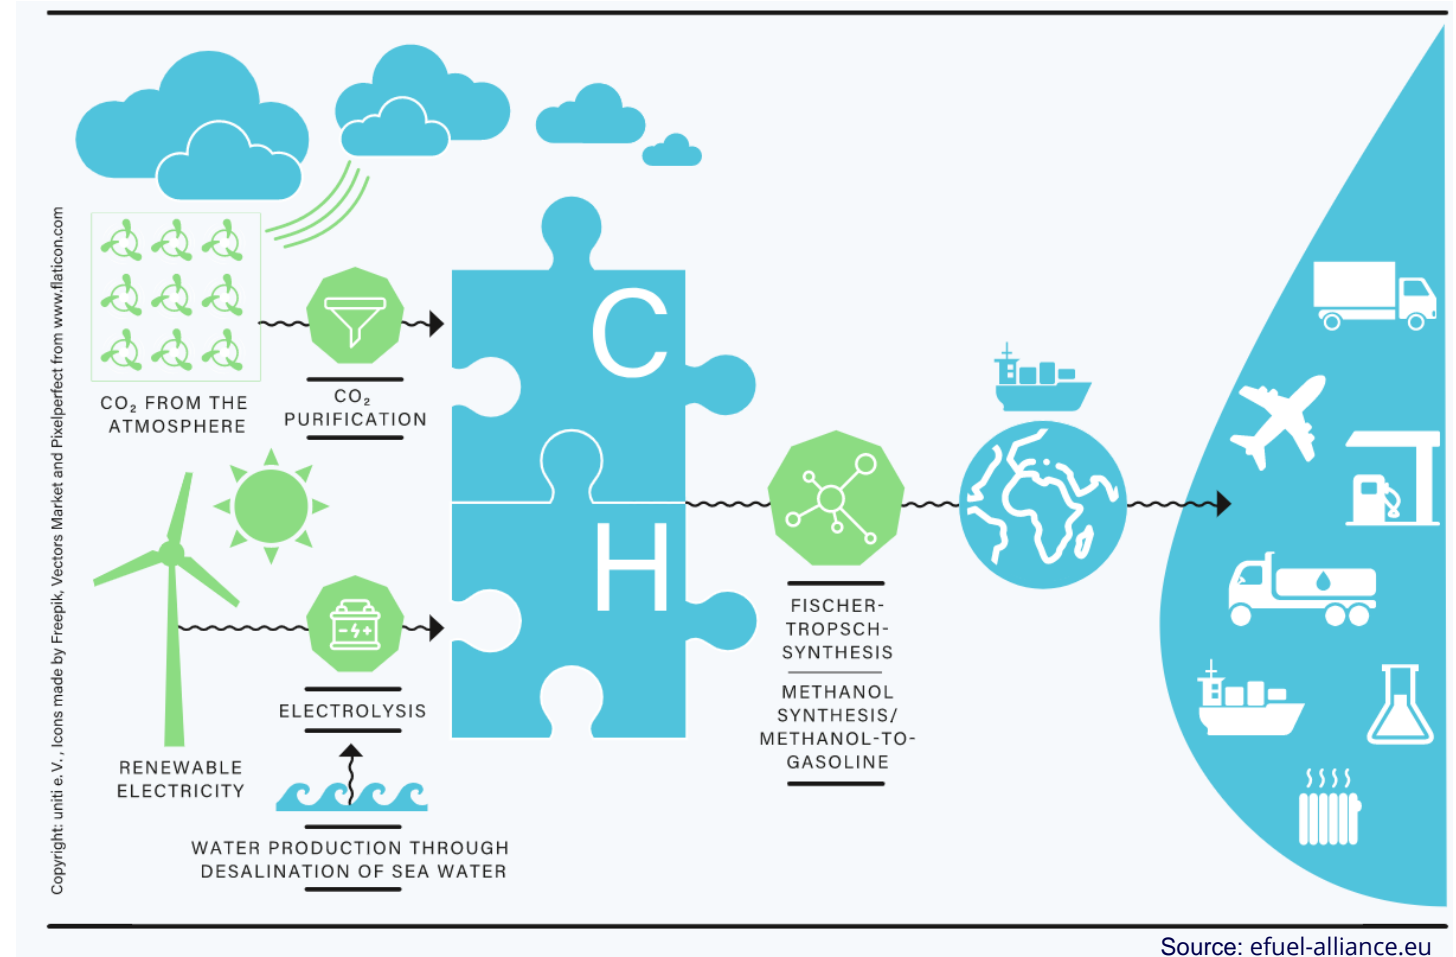 Copyright: uniti e. V., Icons made by Freepik, Vectors Market and Pixelperfect from www.flaticon.com
CO₂ FROM THE
ATMOSPHERE
CO₂
PURIFICATION
C
H
RENEWABLE
ELECTRICITY
ELECTROLYSIS
WATER PRODUCTION THROUGH
DESALINATION OF SEA WATER
FISCHER-
TROPSCH-
SYNTHESIS
METHANOL
SYNTHESIS/
METHANOL-TO-
GASOLINE
Source: efuel-alliance.eu